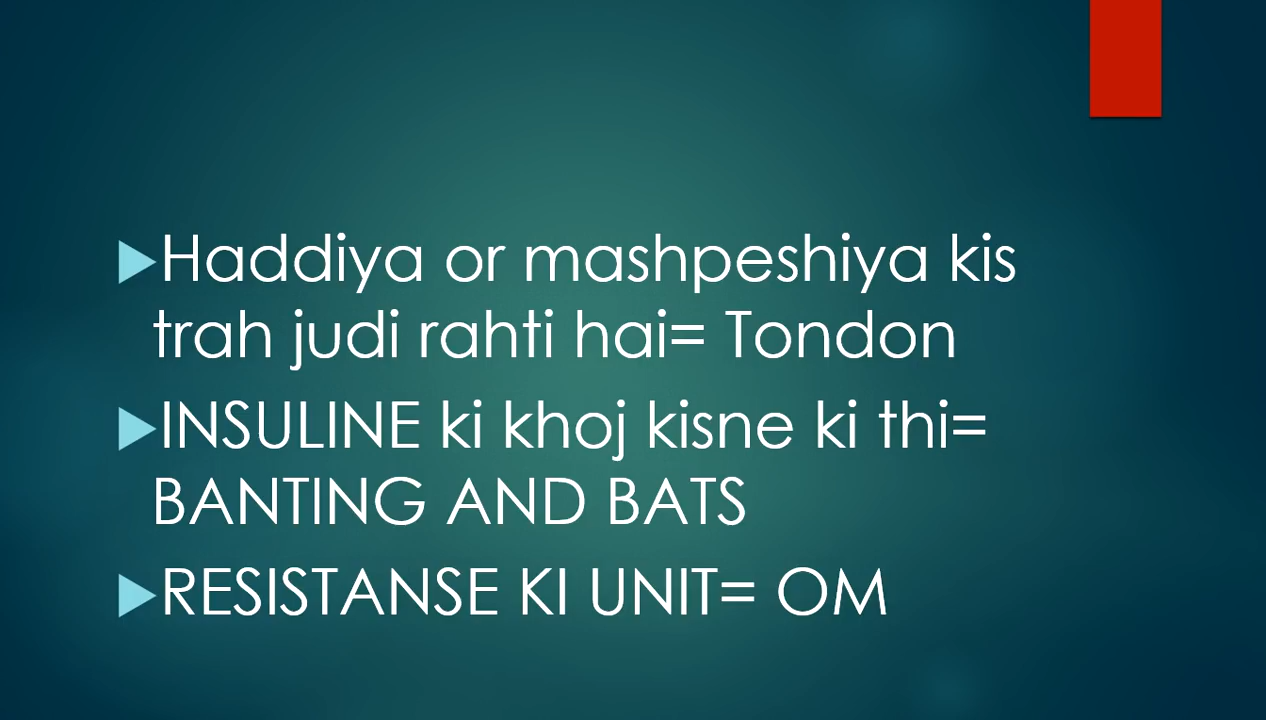 Haddiya or mashpeshiya kis
trah judi rahti hai= Tondon
INSULINE ki khoj kisne ki thi=
BANTING AND BATS
RESISTANSE KI UNIT= OM